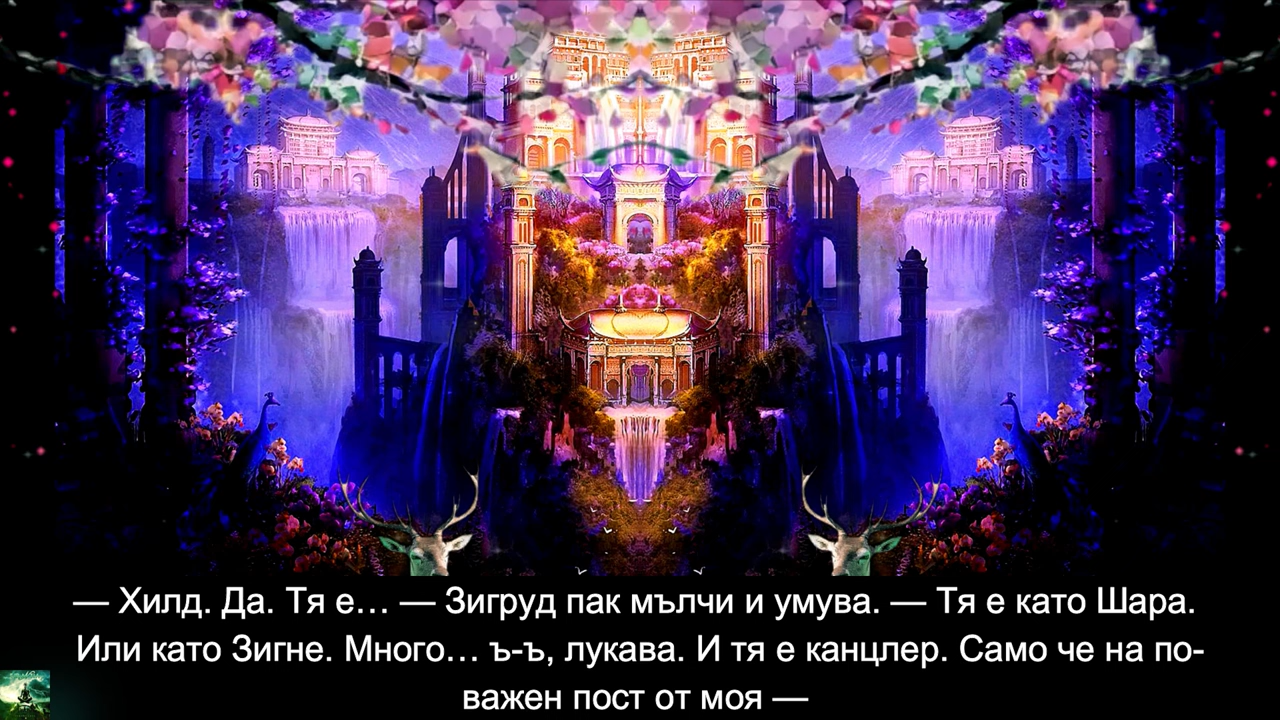 — Хилд. Да. Тя е… — Зигруд пак мълчи и умува. — Тя е като Шара.
Или като Зигне. Много… ъ-ъ, лукава. И тя е канцлер. Само че на по-
важен пост от моя —